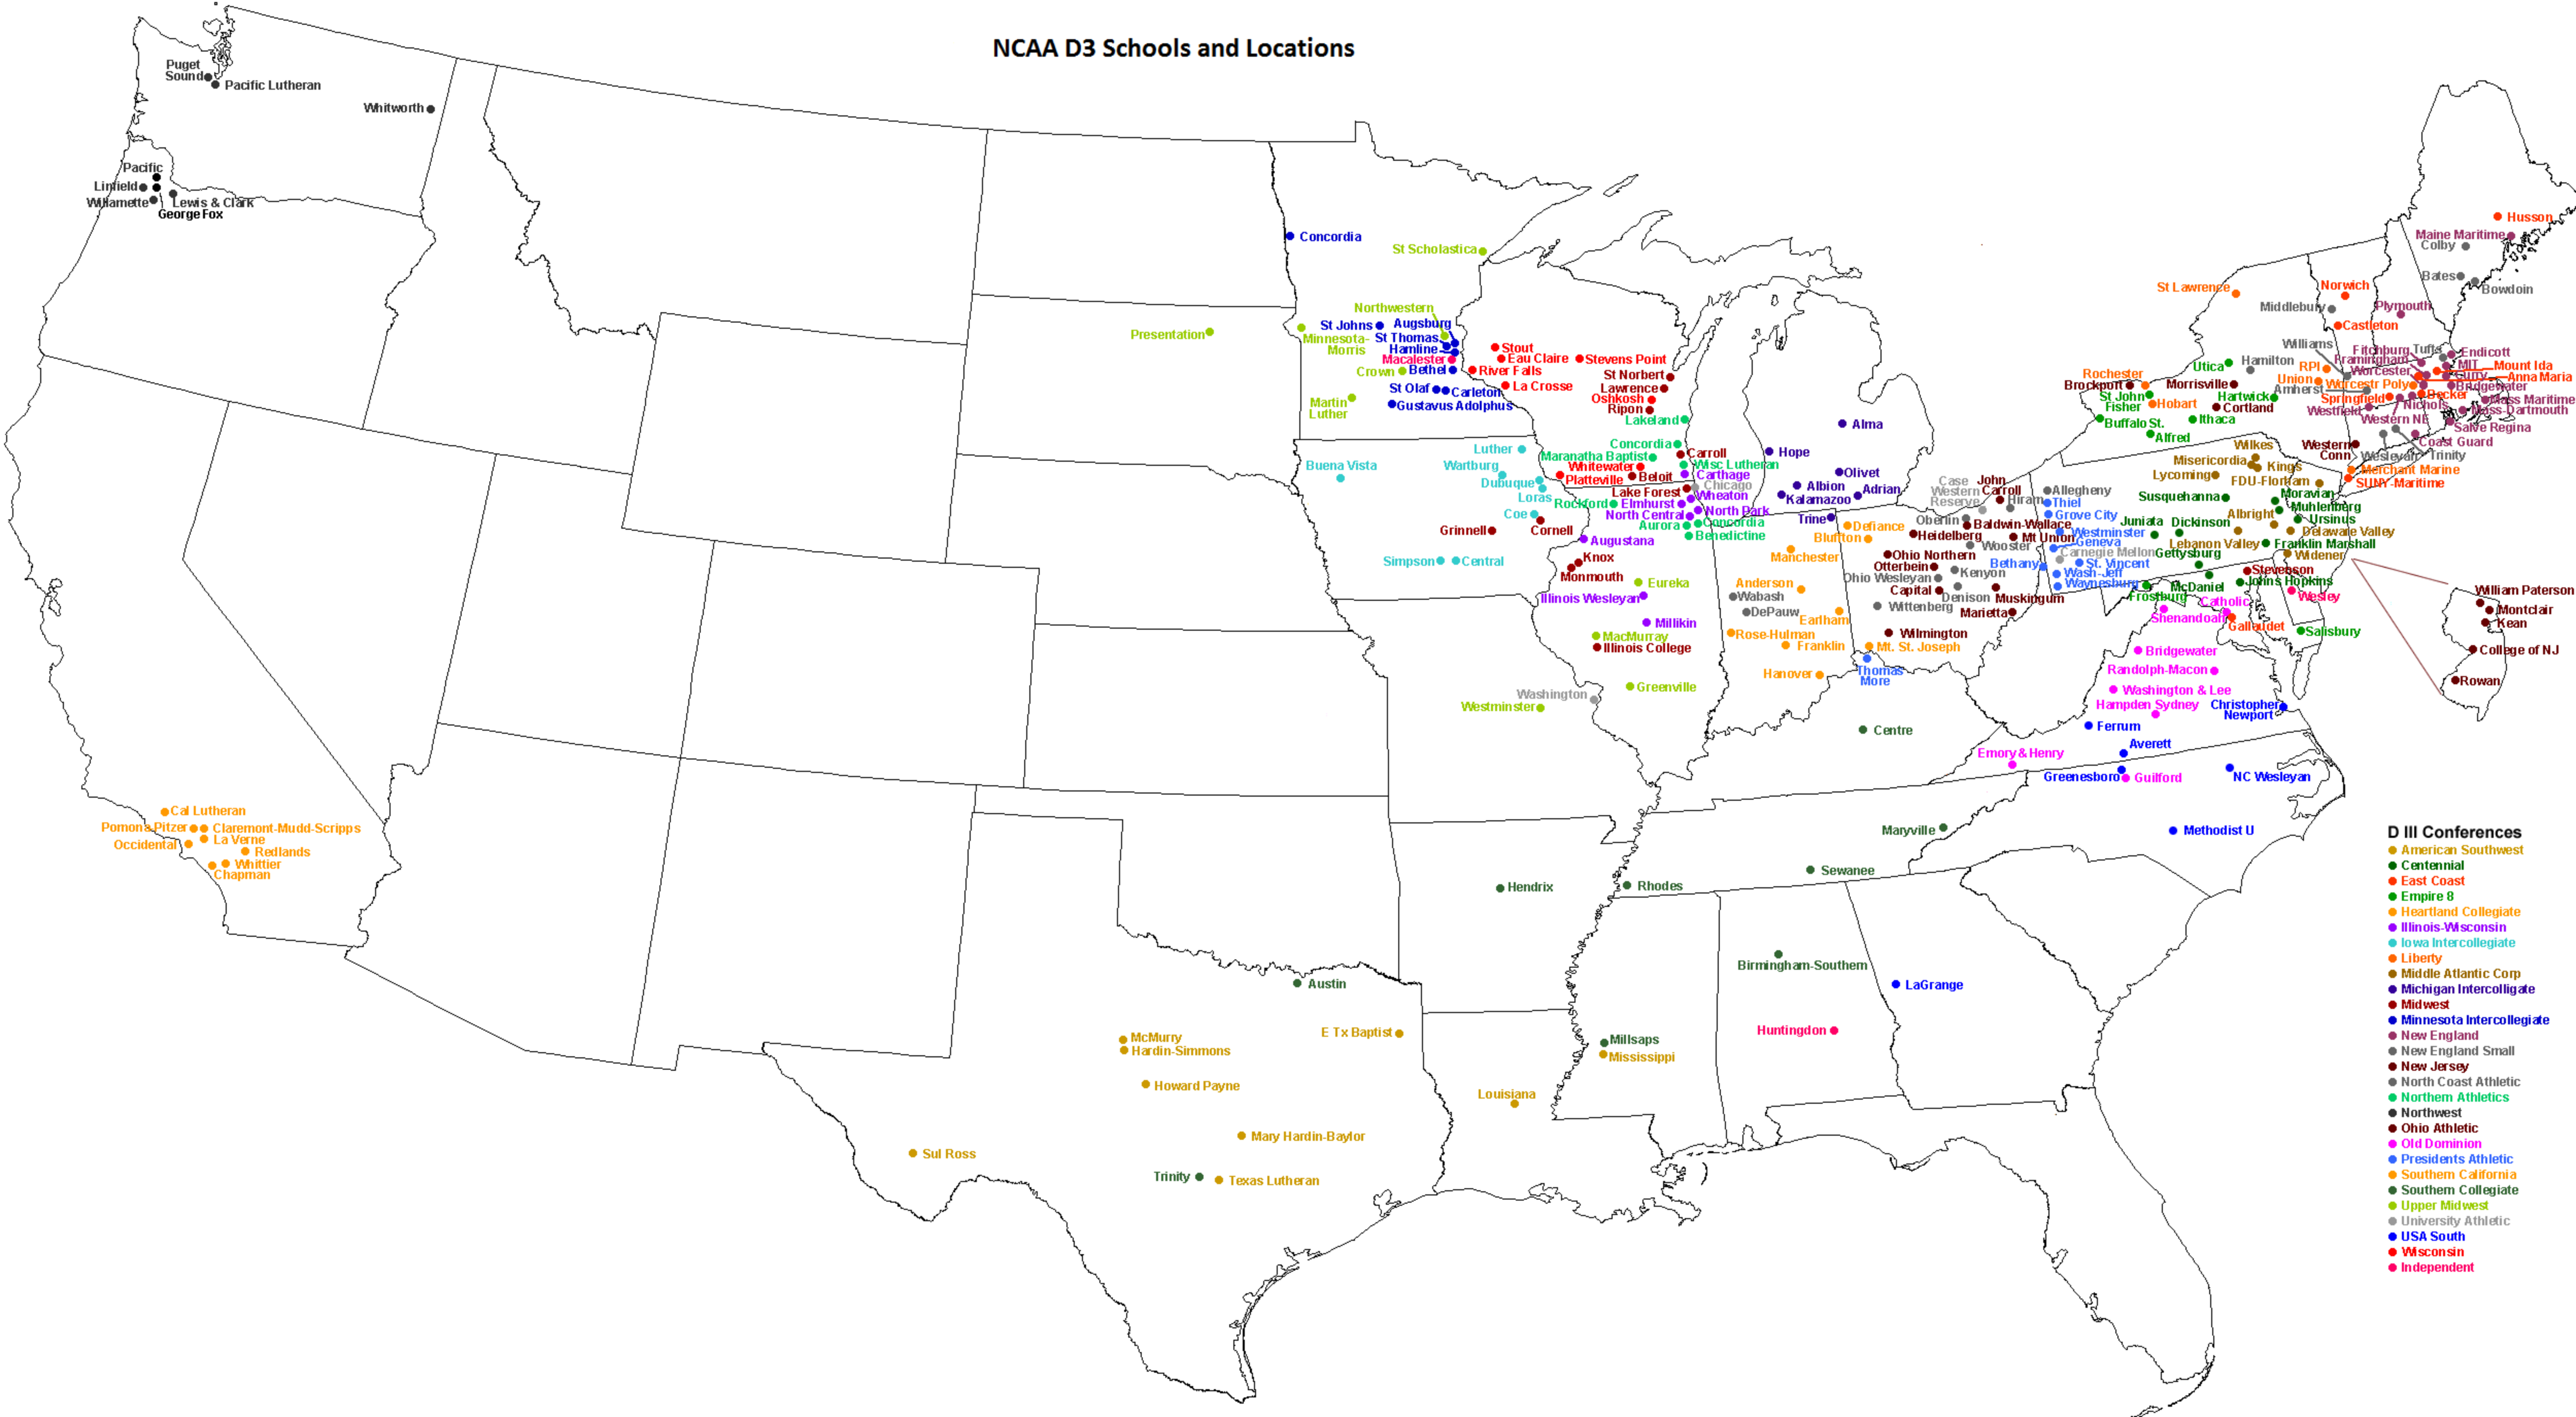 NCAA D3 Schools and Locations
Puget
Sound
Pacific Lutheran
Whitworth
Pacific
Linfield
Willamette
Lewis & Clark
George Fox
Cal Lutheran
Pomona-Pitzer
Claremont-Mudd-Scripps
La Verne
Occidental
Redlands
Whittier
Chapman
Concordia
St Scholastica
Northwestern
Presentation
Minnesota-
Morris
St Johns
Augsburg
St Thomas
Hamline
Macalester
Crown
Bethel
St Olaf
Carleton
Gustavus Adolphus
Martin
Luther
Stout
Eau Claire
Stevens Point
River Falls
La Crosse
St Norbert
Lawrence
Oshkosh
Ripon
Lakeland
Concordia
Carroll
Maranatha Baptist
Wisc Lutheran
Whitewater
Carthage
Platteville
Beloit
Chicago
Lake Forest
Wheaton
Rockford
Elmhurst
North Park
North Central
Aurora
Concordia
Benedictine
Augustana
Luther
Buena Vista
Wartburg
Dubuque
Loras
Coe
Cornell
Grinnell
Simpson
Central
Knox
Monmouth
Eureka
Illinois Wesleyan
Millikin
MacMurray
Illinois College
Greenville
Washington
Westminster
Alma
Hope
Olivet
Albion
Adrian
Kalamazoo
Trine
Defiance
Bluffton
Manchester
Anderson
Wabash
DePauw
Earlham
Rose-Hulman
Franklin
Hanover
Mt. St. Joseph
Thomas
More
Centre
Case
Western
Reserve
John
Carroll
Hiram
Oberlin
Baldwin-Wallace
Heidelberg
Mt Union
Wooster
Ohio Northern
Otterbein
Kenyon
Ohio Wesleyan
Capital
Denison
Muskingum
Wittenberg
Marietta
Wilmington
Allegheny
Thiel
Grove City
Westminster
Geneva
Carnegie Mellon
Bethany
St. Vincent
Wash-Jeff
Waynesburg
Frostburg
Juniata
Dickinson
Susquehanna
Gettysburg
McDaniel
Lycoming
Misericordia
Wilkes
Kings
FDU-Florham
Moravian
Muhlenberg
Ursinus
Albright
Delaware Valley
Lebanon Valley
Franklin Marshall
Widener
Stevenson
Johns Hopkins
Wesley
Catholic
Shenandoah
Gallaudet
Salisbury
Bridgewater
Randolph-Macon
Washington & Lee
Hampden Sydney
Christopher
Newport
Ferrum
Averett
Emory & Henry
Greenesboro
Guilford
NC Wesleyan
Methodist U
Maryville
Sewanee
Rhodes
Hendrix
Birmingham-Southern
LaGrange
Huntingdon
Millsaps
Mississippi
Louisiana
Austin
E Tx Baptist
McMurry
Hardin-Simmons
Howard Payne
Mary Hardin-Baylor
Sul Ross
Trinity
Texas Lutheran
St Lawrence
Utica
Hamilton
Rochester
Brockport
Morrisville
St John
Fisher
Hobart
Hartwick
Cortland
Buffalo St.
Ithaca
Alfred
RPI
Union
Husson
Maine Maritime
Colby
Bates
Bowdoin
Norwich
Middlebury
Plymouth
Castleton
Williams
Fitchburg
Tufts
Endicott
Framingham
MIT
Mount Ida
Worcester
Curry
Anna Maria
Amherst
Worcestr Poly
Bridgewater
Springfield
Becker
Mass Maritime
Westfield
Nichols
Mass-Dartmouth
Western NE
Salve Regina
Coast Guard
Western
Conn
Wesleyan
Trinity
Merchant Marine
SUNY-Maritime
William Paterson
Montclair
Kean
College of NJ
Rowan
D III Conferences
American Southwest
Centennial
East Coast
Empire 8
Heartland Collegiate
Illinois-Wisconsin
Iowa Intercollegiate
Liberty
Middle Atlantic Corp
Michigan Intercolligate
Midwest
Minnesota Intercollegiate
New England
New England Small
New Jersey
North Coast Athletic
Northern Athletics
Northwest
Ohio Athletic
Old Dominion
Presidents Athletic
Southern California
Southern Collegiate
Upper Midwest
University Athletic
USA South
Wisconsin
Independent